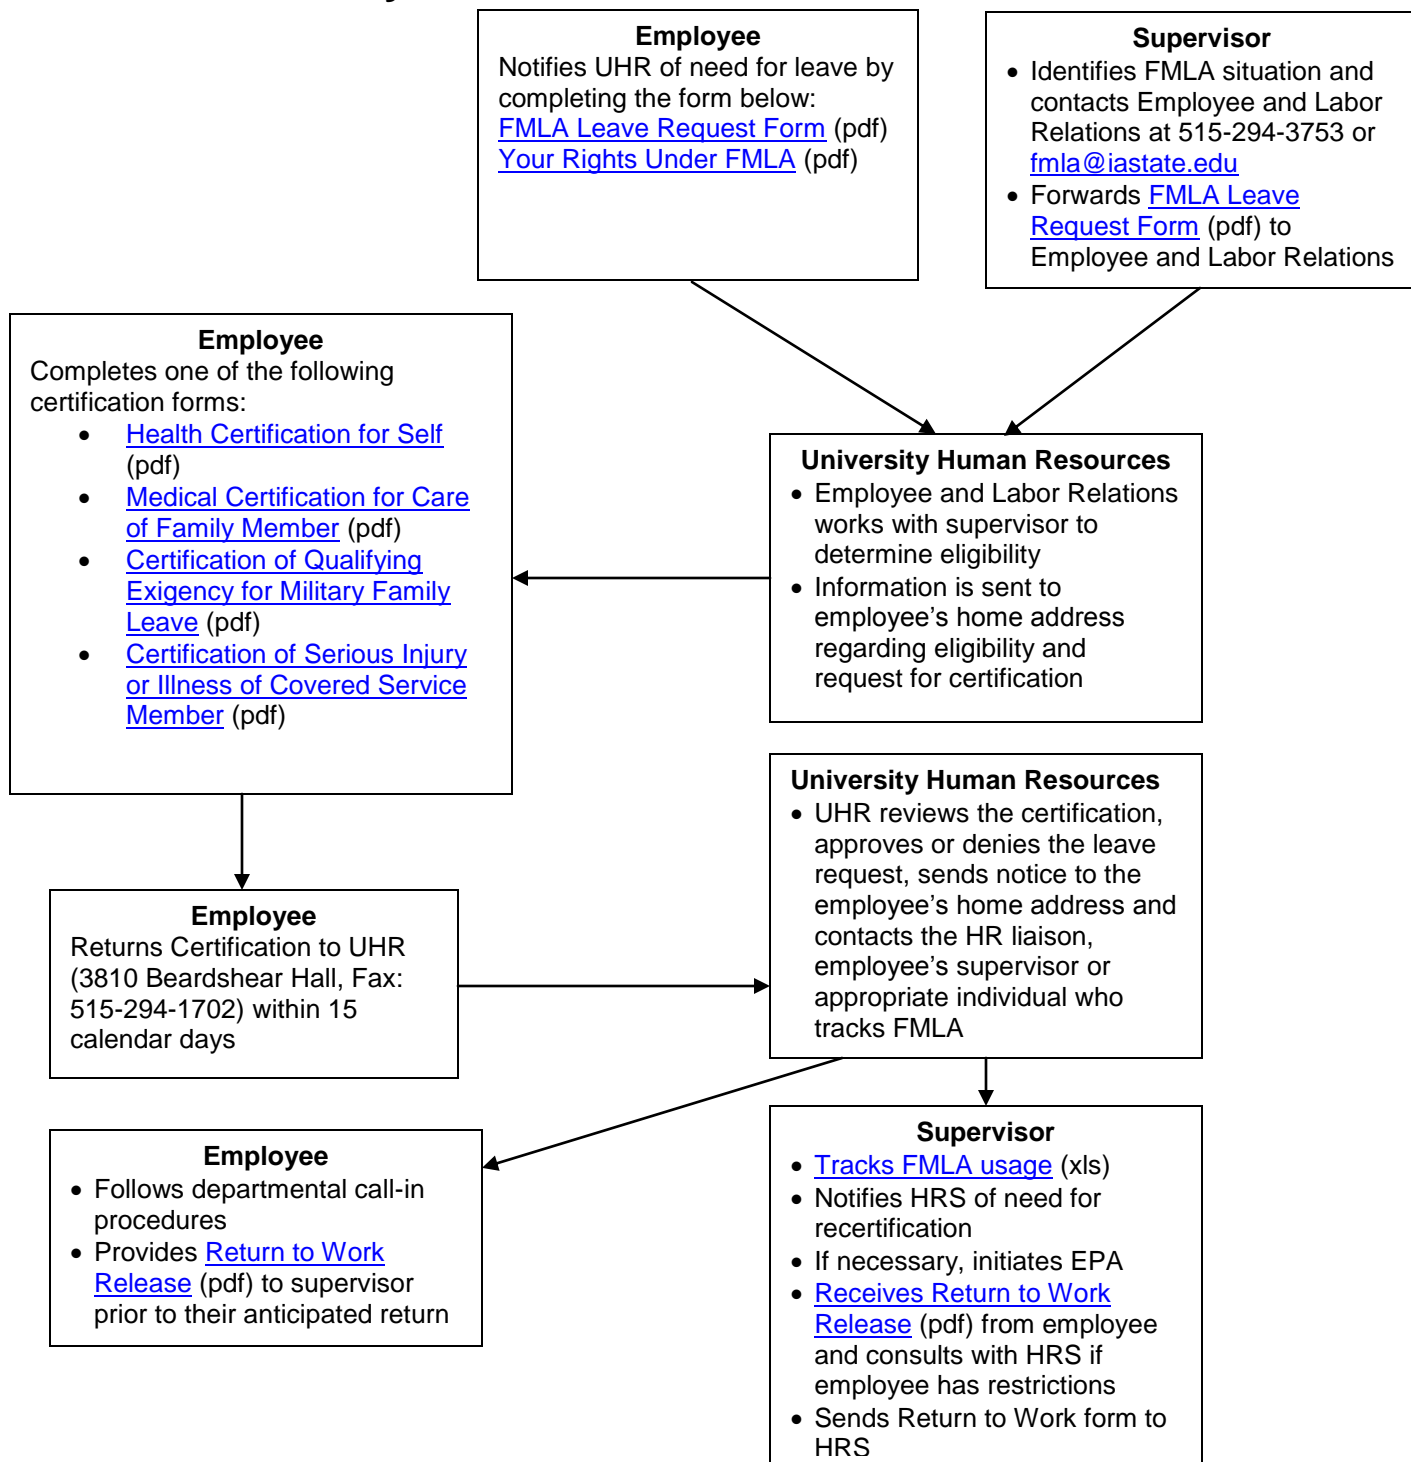 Employee
Notifies UHR of need for leave by
completing the form below:
FMLA Leave Request Form (pdf)
Your Rights Under FMLA (pdf)
Supervisor
• Identifies FMLA situation and
contacts Employee and Labor
Relations at 515-294-3753 or
fmla@iastate.edu
• Forwards FMLA Leave
Request Form (pdf) to
Employee and Labor Relations
Employee
Completes one of the following
certification forms:
• Health Certification for Self
(pdf)
• Medical Certification for Care
of Family Member (pdf)
• Certification of Qualifying
Exigency for Military Family
Leave (pdf)
• Certification of Serious Injury
or Illness of Covered Service
Member (pdf)
University Human Resources
• Employee and Labor Relations
works with supervisor to
determine eligibility
• Information is sent to
employee’s home address
regarding eligibility and
request for certification
Employee
Returns Certification to UHR
(3810 Beardshear Hall, Fax:
515-294-1702) within 15
calendar days
University Human Resources
• UHR reviews the certification,
approves or denies the leave
request, sends notice to the
employee’s home address and
contacts the HR liaison,
employee’s supervisor or
appropriate individual who
tracks FMLA
Employee
• Follows departmental call-in
procedures
• Provides Return to Work
Release (pdf) to supervisor
prior to their anticipated return
Supervisor
• Tracks FMLA usage (xls)
• Notifies HRS of need for
recertification
• If necessary, initiates EPA
• Receives Return to Work
Release (pdf) from employee
and consults with HRS if
employee has restrictions
• Sends Return to Work form to
HRS